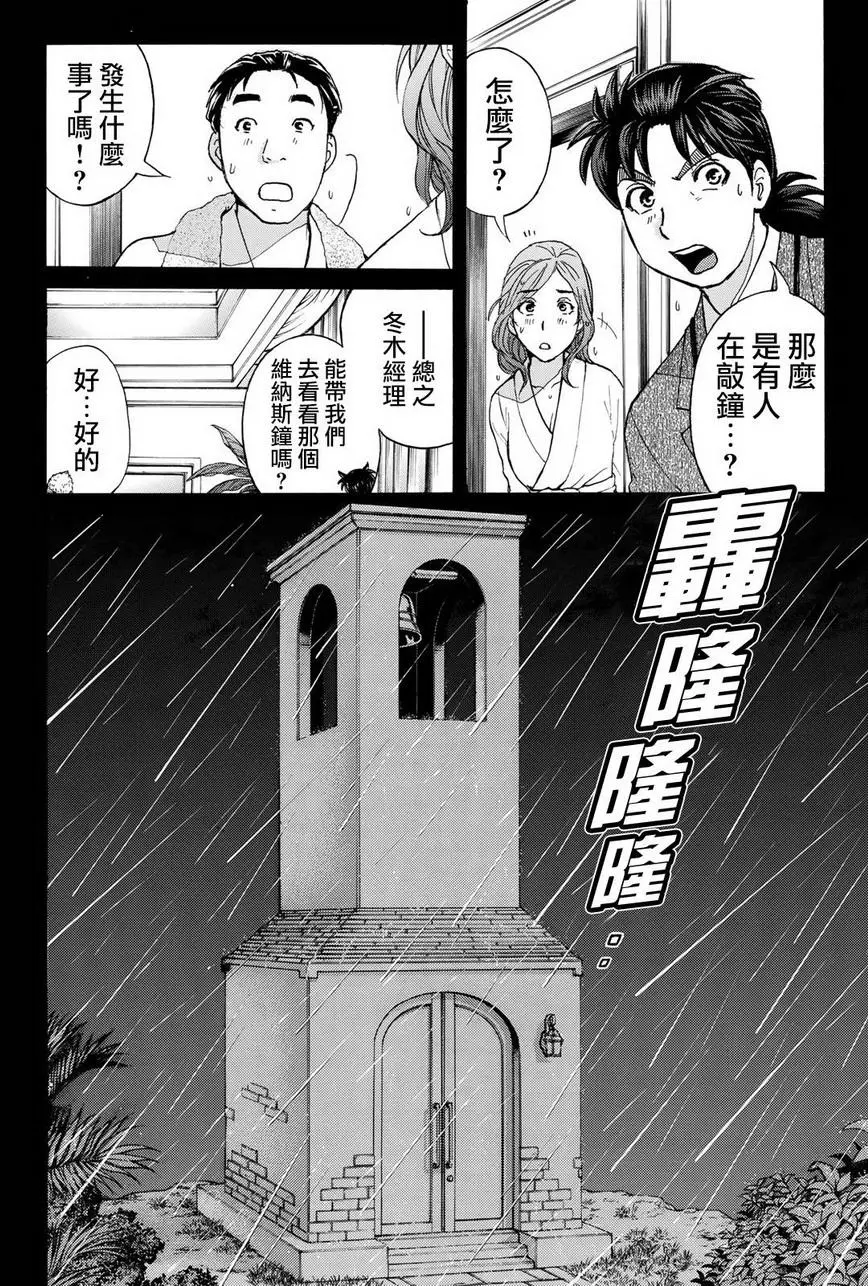 那麼
是有人
在敲鐘…?
怎麼了?
發生什麼
事了嗎!?
——總之
冬木經理
能帶我們
去看看那個
維納斯鐘嗎?
好…好的
轟隆隆隆…